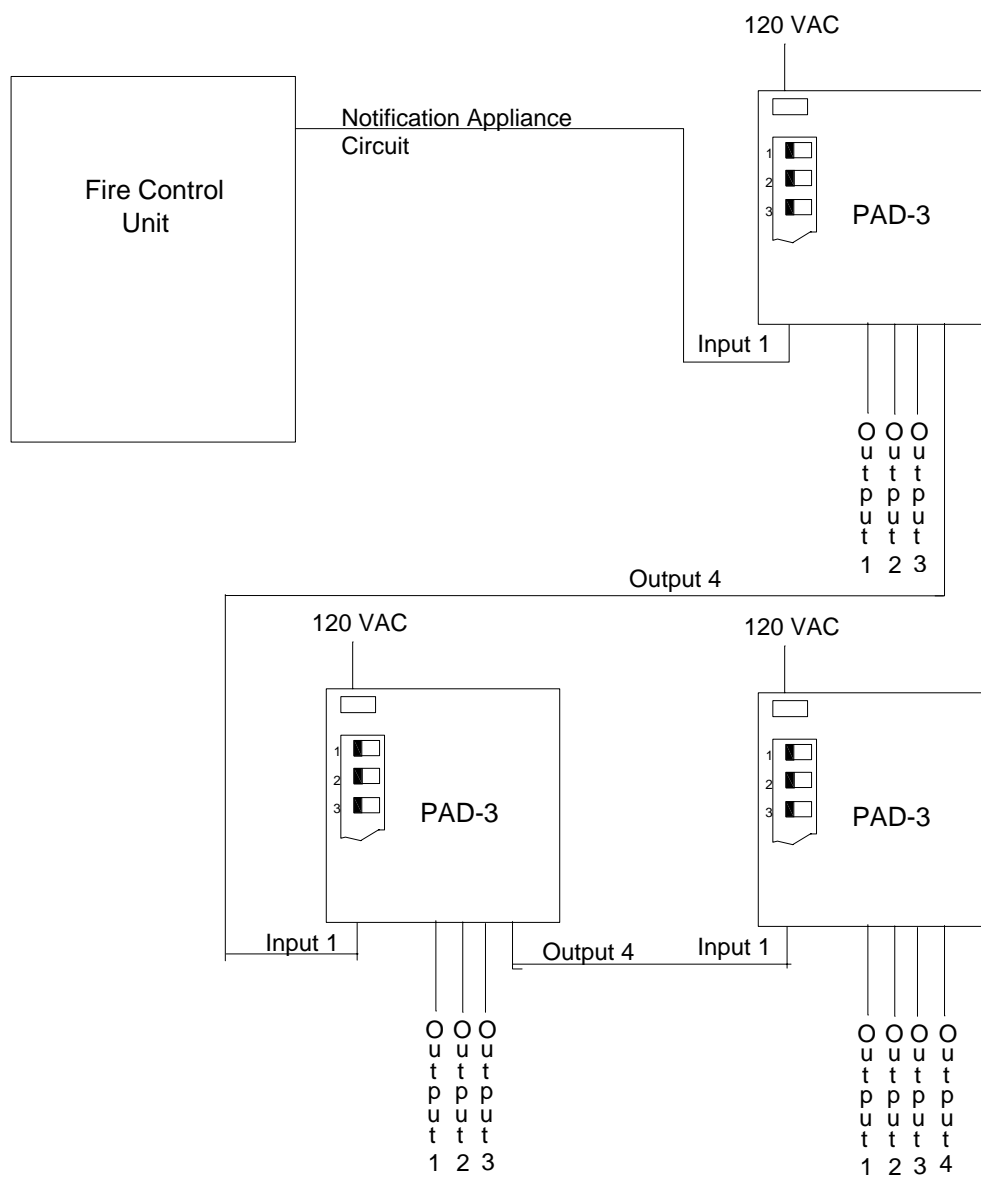 120 VAC
Notification Appliance
Circuit
Fire Control
Unit
1
2
3
PAD-3
Input 1
Output 1
Output 2
Output 3
Output 4
120 VAC
120 VAC
1
2
3
PAD-3
1
2
3
PAD-3
Input 1
Output 4
Input 1
Output 1
Output 2
Output 3
Output 1
Output 2
Output 3
Output 4